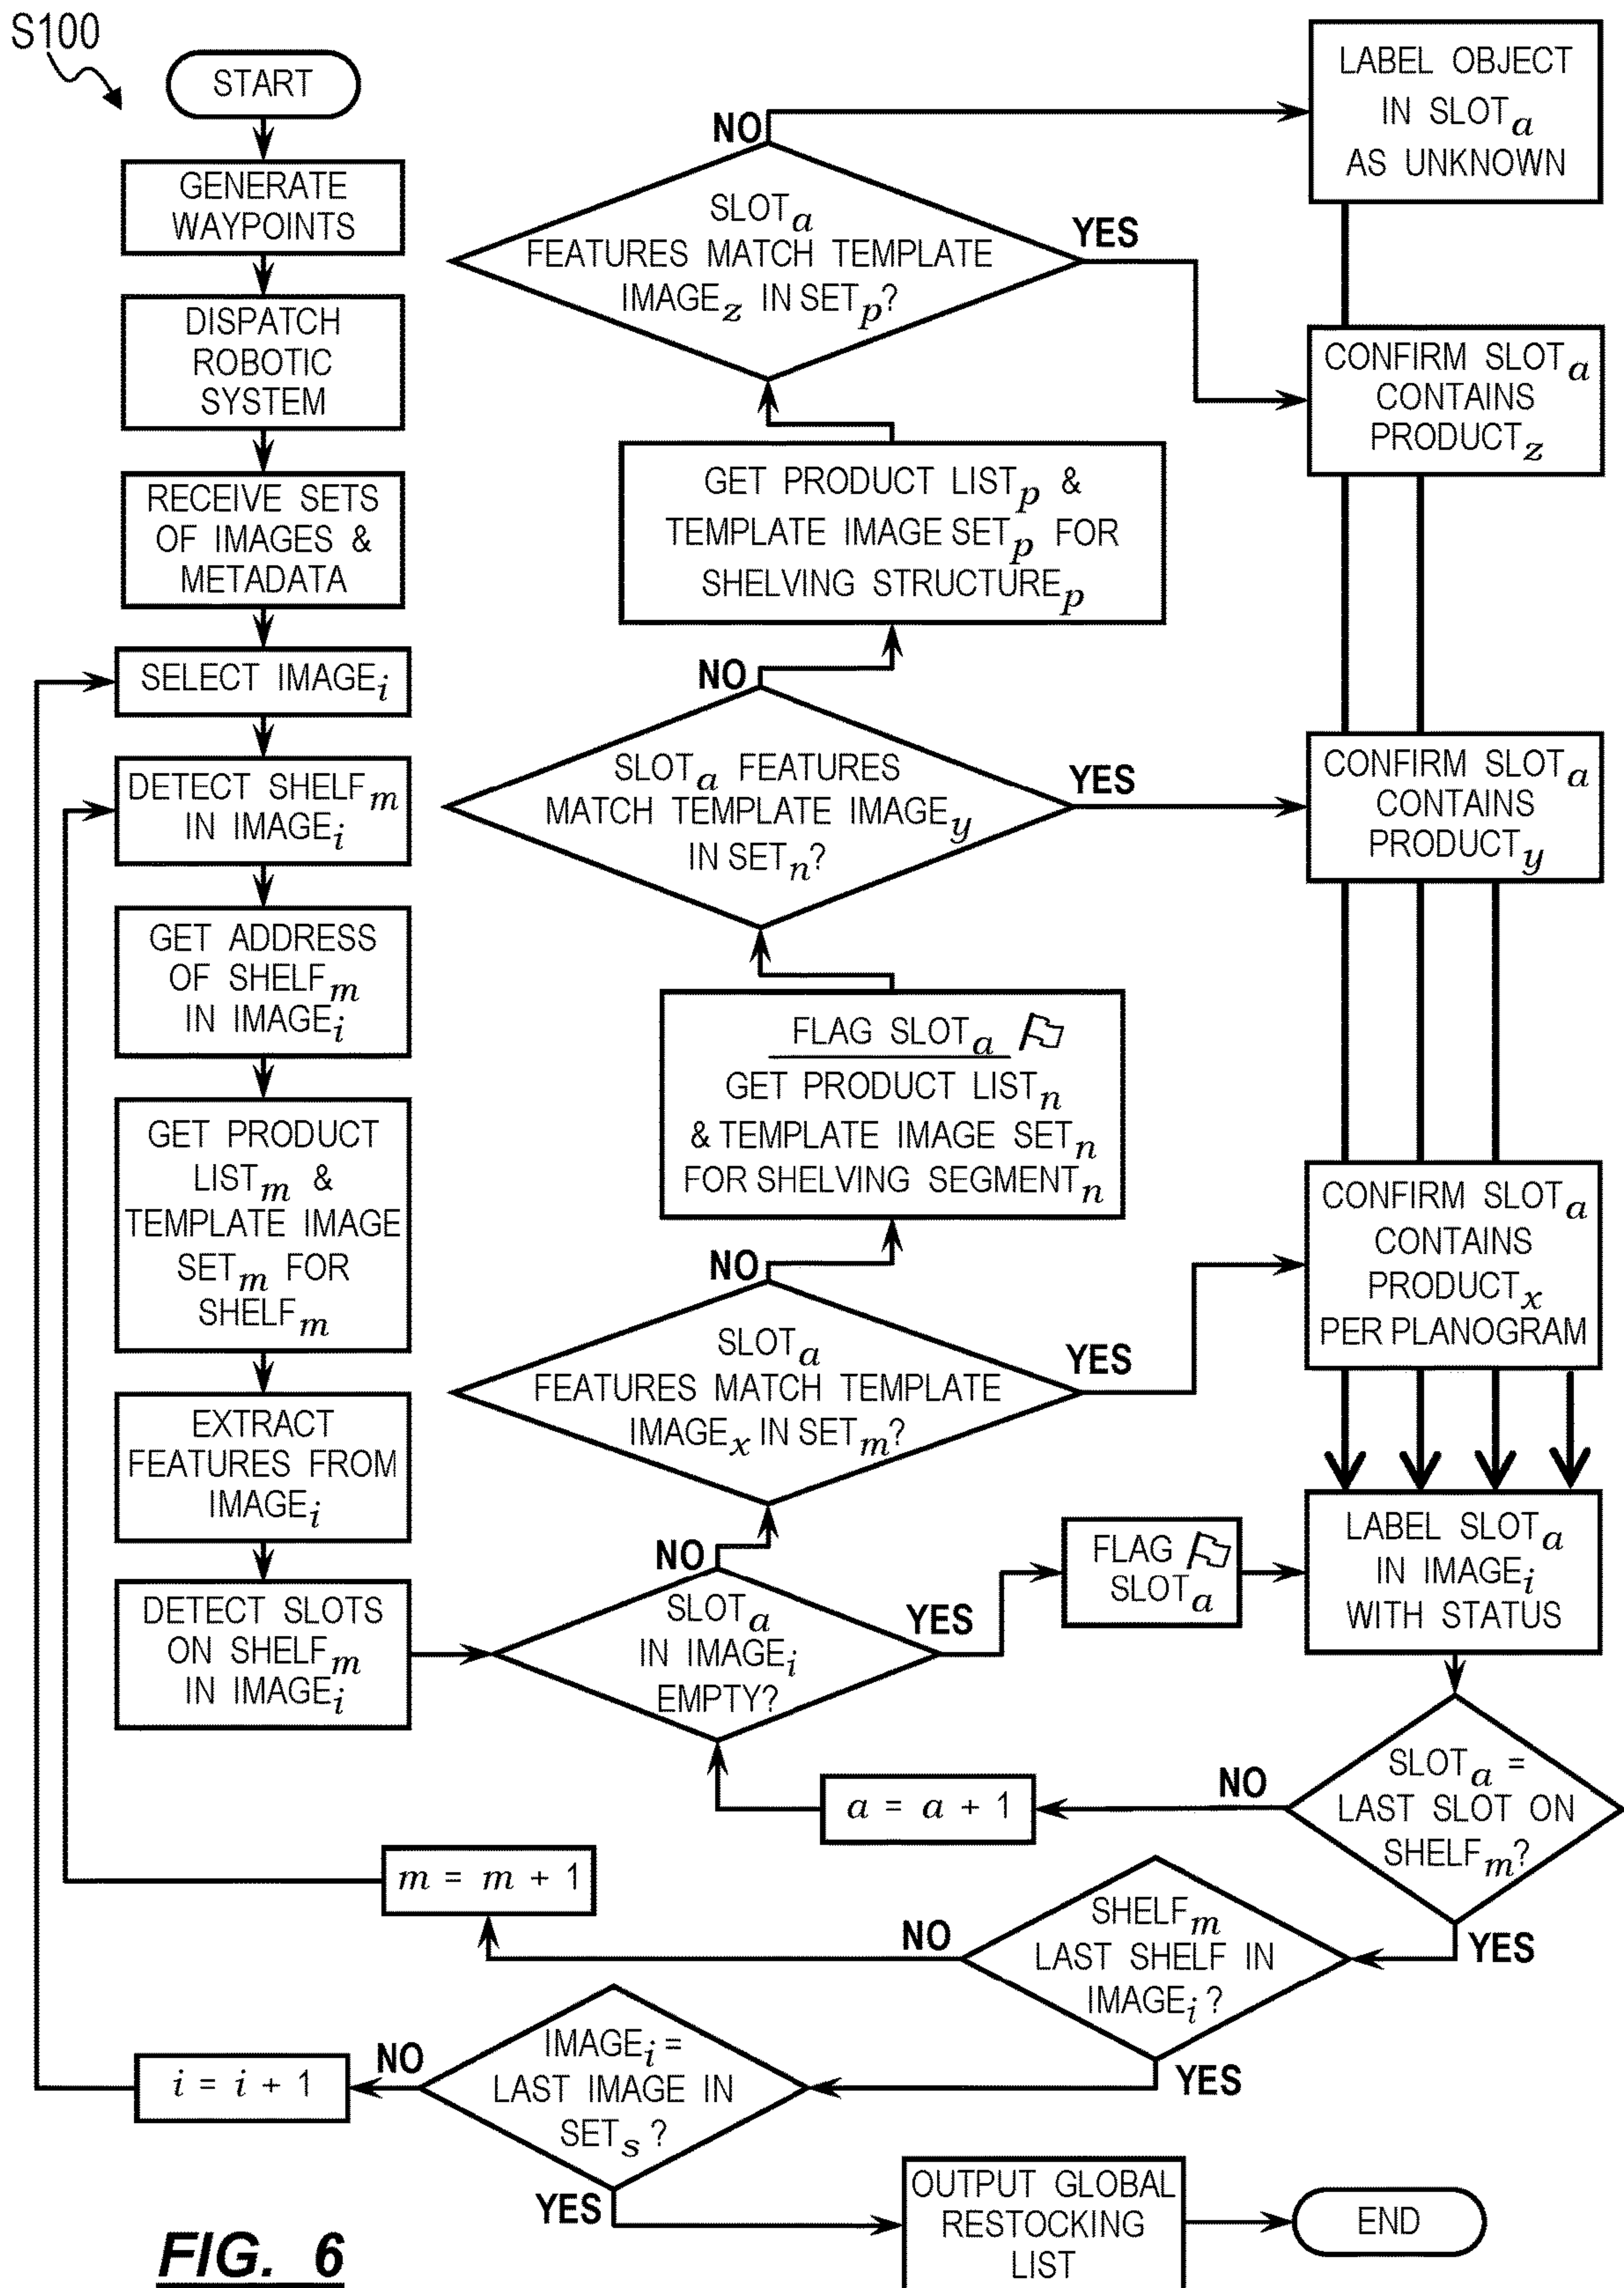 S100
START
GENERATE
WAYPOINTS
DISPATCH
ROBOTIC
SYSTEM
RECEIVE SETS
OF IMAGES &
METADATA
SELECT IMAGEi
DETECT SHELFm
IN IMAGEi
GET ADDRESS
OF SHELFm
IN IMAGEi
GET PRODUCT
LISTm &
TEMPLATE IMAGE
SETm FOR
SHELFm
EXTRACT
FEATURES FROM
IMAGEi
DETECT SLOTS
ON SHELFm
IN IMAGEi
SLOTa
IN IMAGEi
EMPTY?
NO
YES
FLAG
SLOTa
SLOTa
FEATURES MATCH TEMPLATE
IMAGEx IN SETm?
NO
YES
FLAG SLOTa
GET PRODUCT LISTn
& TEMPLATE IMAGE SETn
FOR SHELVING SEGMENTn
SLOTa FEATURES
MATCH TEMPLATE IMAGEy
IN SETn?
NO
YES
GET PRODUCT LISTp &
TEMPLATE IMAGE SETp FOR
SHELVING STRUCTUREp
SLOTa
FEATURES MATCH TEMPLATE
IMAGEz IN SETp?
NO
YES
LABEL OBJECT
IN SLOTa
AS UNKNOWN
CONFIRM SLOTa
CONTAINS
PRODUCTz
CONFIRM SLOTa
CONTAINS
PRODUCTy
CONFIRM SLOTa
CONTAINS
PRODUCTx
PER PLANOGRAM
LABEL SLOTa
IN IMAGEi
WITH STATUS
SLOTa =
LAST SLOT ON
SHELFm?
NO
YES
a = a + 1
SHELFm
LAST SHELF IN
IMAGEi?
NO
YES
m = m + 1
IMAGEi =
LAST IMAGE IN
SETs?
NO
YES
i = i + 1
OUTPUT GLOBAL
RESTOCKING
LIST
END
FIG. 6